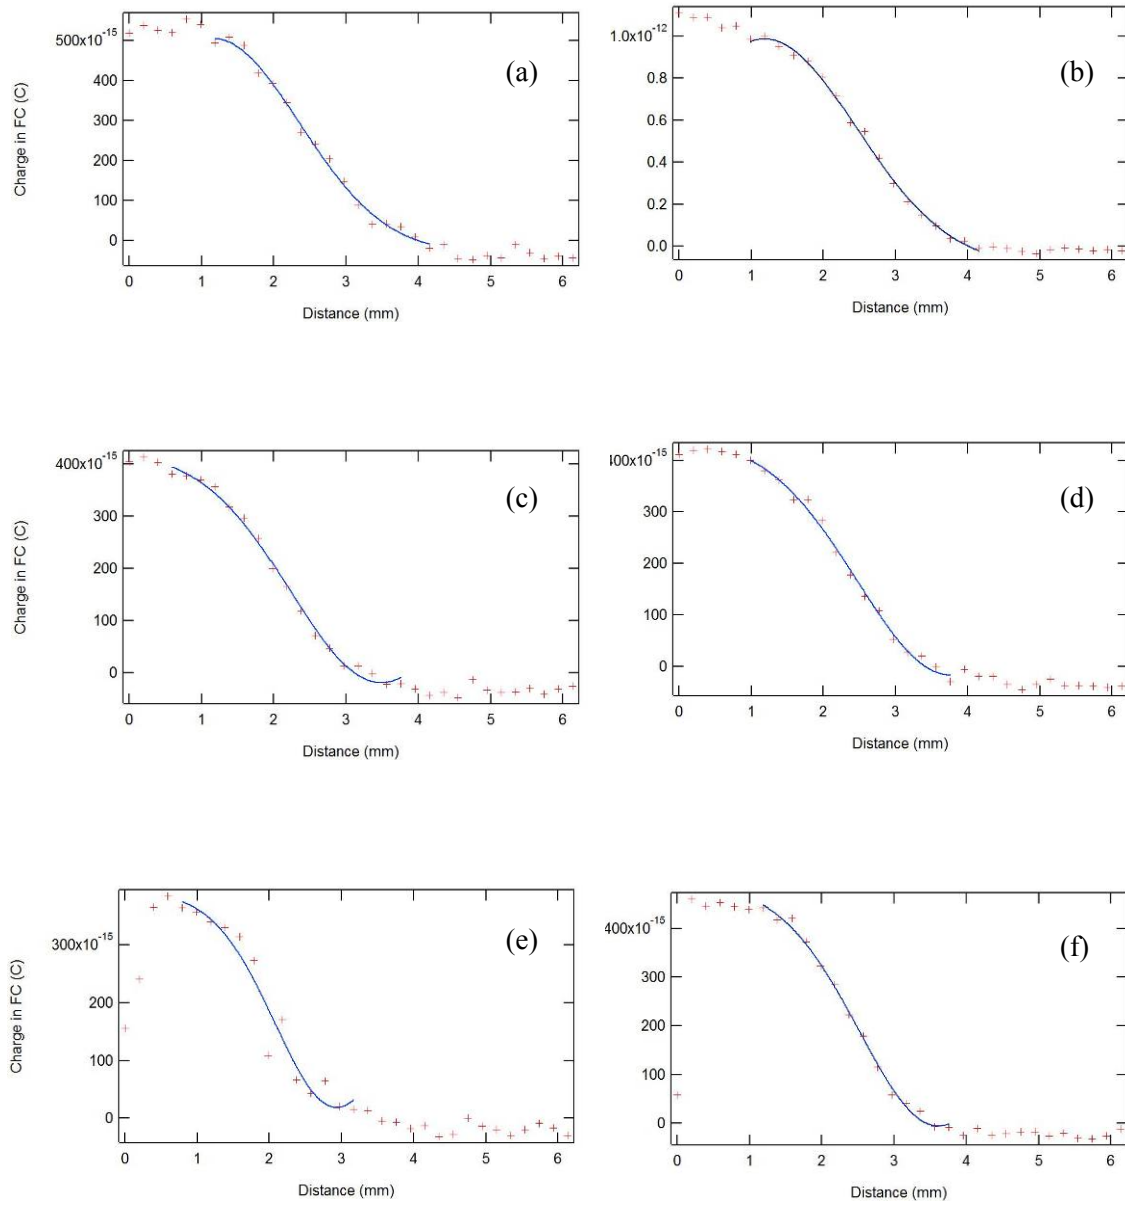 500x10-15
400
300
200
100
0
Charge in FC (C)
(a)
0 1 2 3 4 5 6
Distance (mm)
1.0x10-12
0.8
0.6
0.4
0.2
0.0
(b)
0 1 2 3 4 5 6
Distance (mm)
400x10-15
300
200
100
0
Charge in FC (C)
(c)
0 1 2 3 4 5 6
Distance (mm)
400x10-15
300
200
100
0
(d)
0 1 2 3 4 5 6
Distance (mm)
300x10-15
200
100
0
Charge in FC (C)
(e)
0 1 2 3 4 5 6
Distance (mm)
400x10-15
300
200
100
0
(f)
0 1 2 3 4 5 6
Distance (mm)